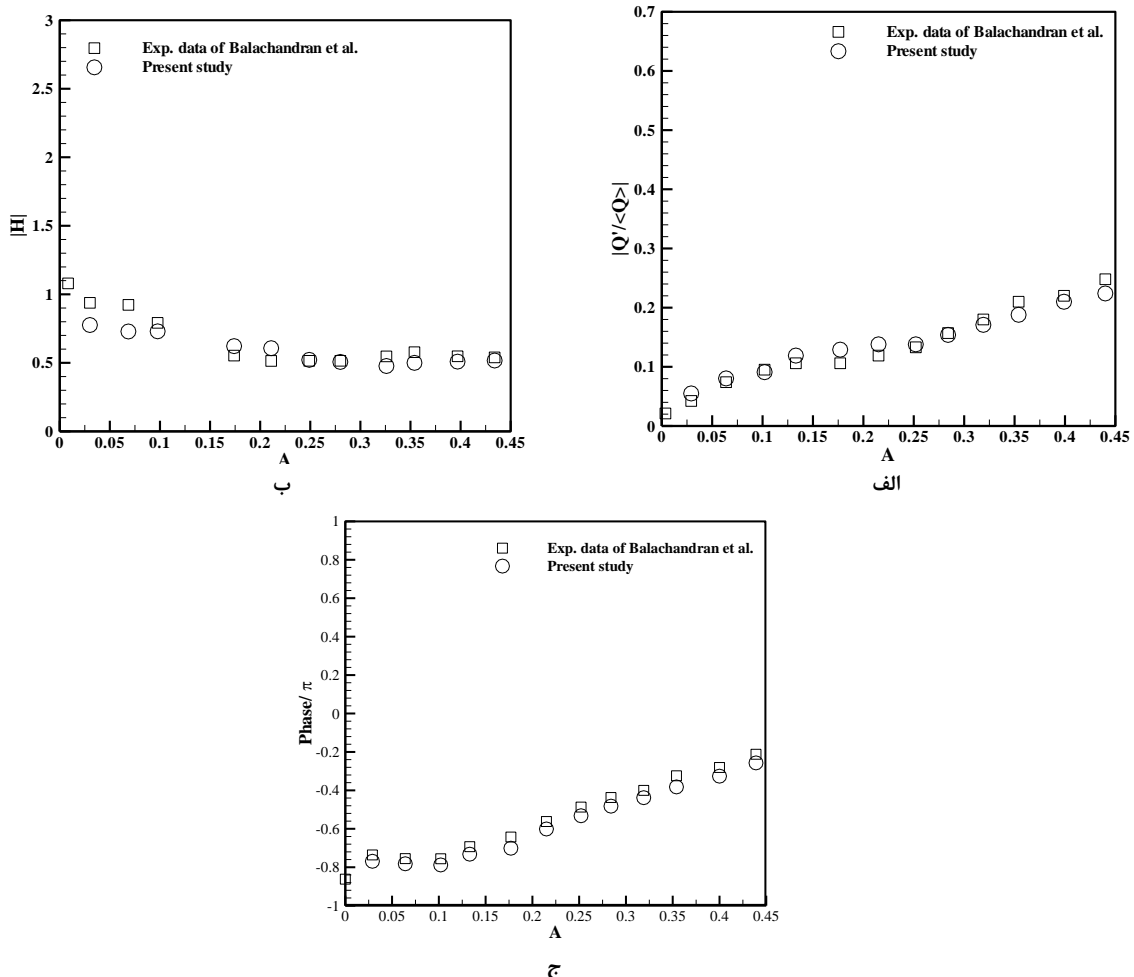 3
2.5
2
1.5
1
0.5
0
|H|
Exp. data of Balachandran et al.
Present study
0 0.05 0.1 0.15 0.2 0.25 0.3 0.35 0.4 0.45
A
ب
0.7
0.6
0.5
0.4
0.3
0.2
0.1
0
|Q'/<Q>|
Exp. data of Balachandran et al.
Present study
0 0.05 0.1 0.15 0.2 0.25 0.3 0.35 0.4 0.45
A
الف
1
0.8
0.6
0.4
0.2
0
-0.2
-0.4
-0.6
-0.8
-1
Phase/ π
Exp. data of Balachandran et al.
Present study
0 0.05 0.1 0.15 0.2 0.25 0.3 0.35 0.4 0.45
A
ج